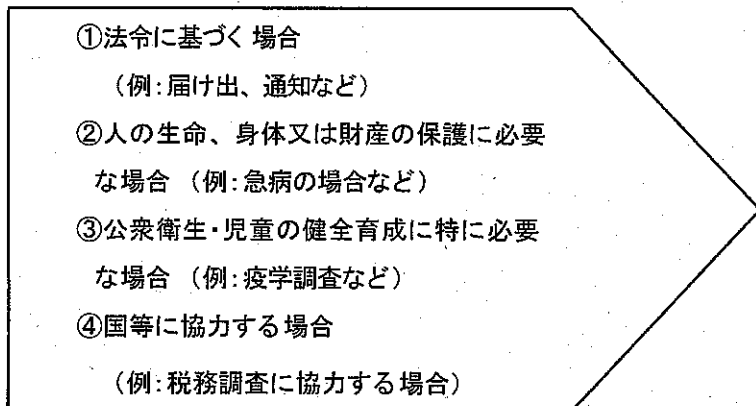 ①法令に基づく場合
（例：届け出、通知など）
②人の生命、身体又は財産の保護に必要
な場合 （例：急病の場合など）
③公衆衛生・児童の健全育成に特に必要
な場合 （例：疫学調査など）
④国等に協力する場合
（例：税務調査に協力する場合）